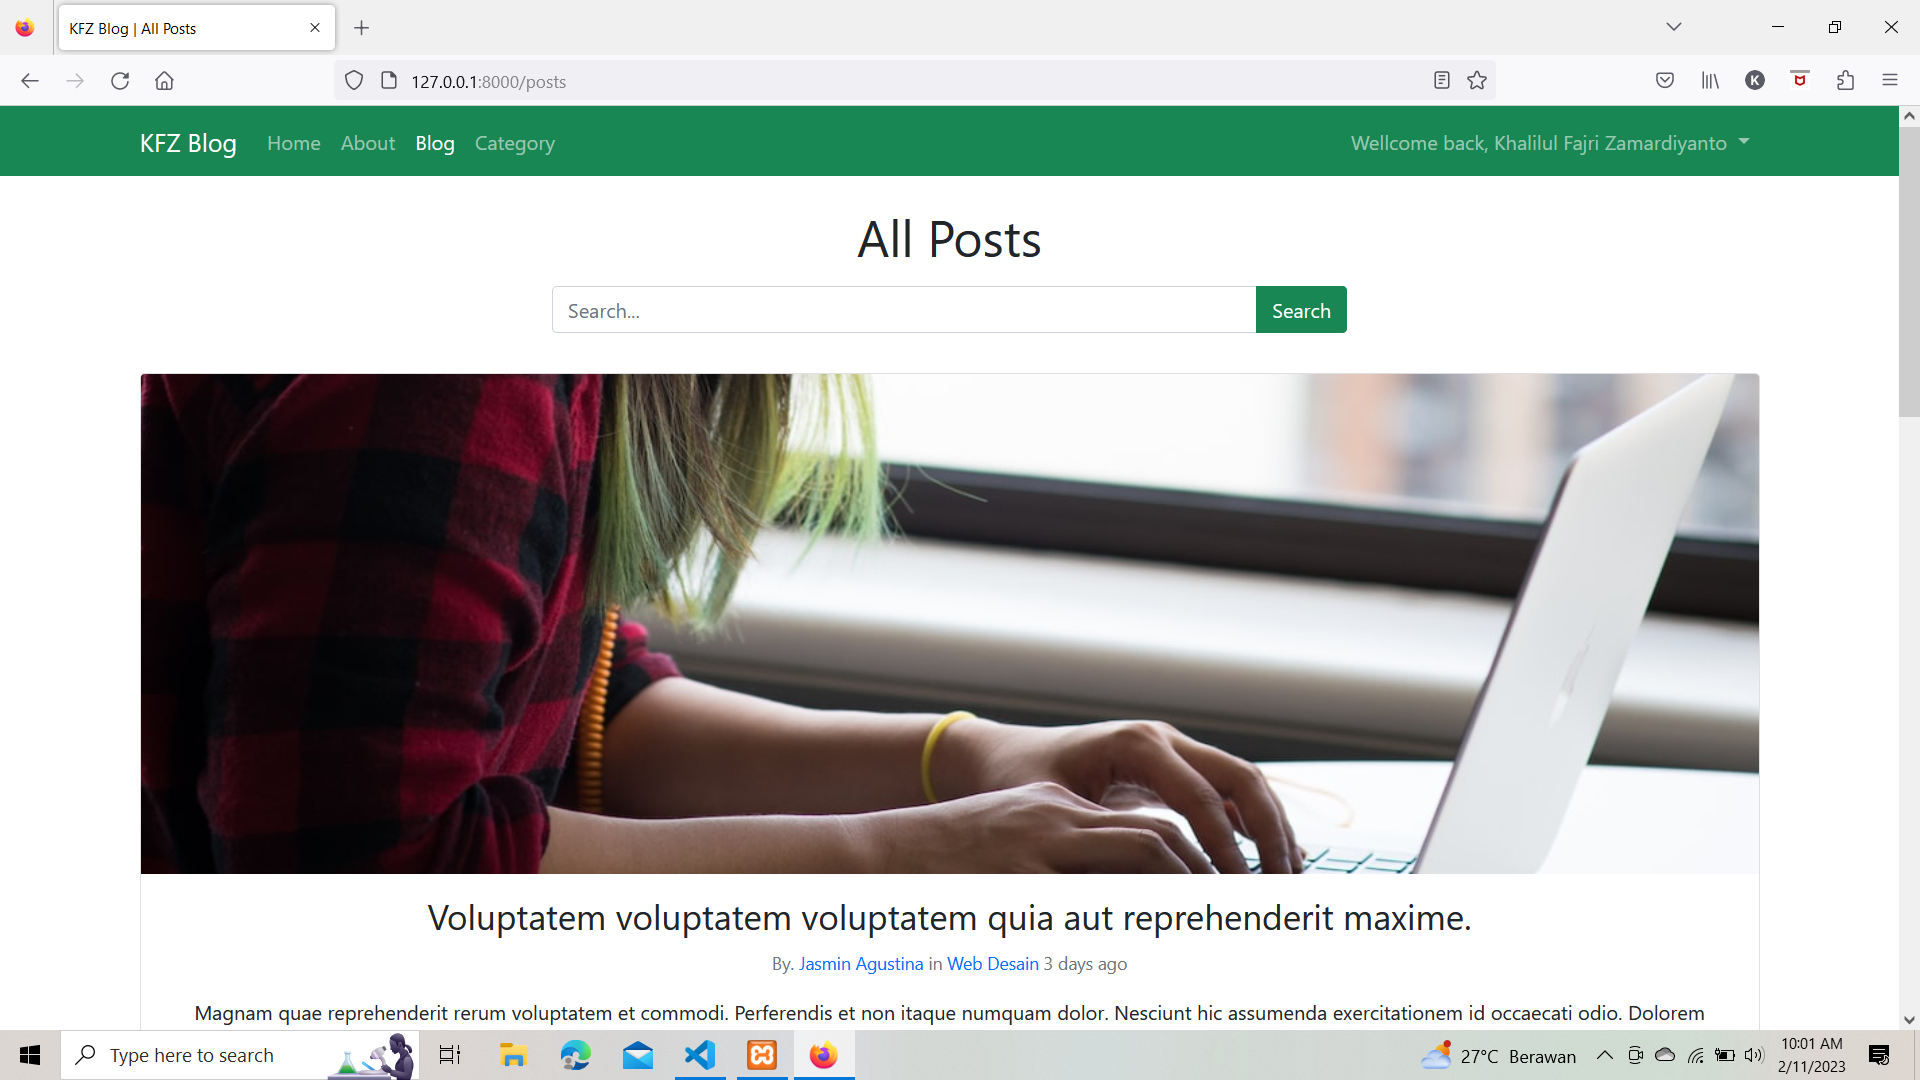 KFZ Blog | All Posts
127.0.0.1:8000/posts
KFZ Blog Home About Blog Category Wellcome back, Khalilul Fajri Zamardiyanto
All Posts
Search... Search
Voluptatem voluptatem voluptatem quia aut reprehenderit maxime.
By. Jasmin Agustina in Web Desain 3 days ago
Magnam quae reprehenderit rerum voluptatem et commodi. Perferendis et non itaque numquam dolor. Nesciunt hic assumenda exercitationem id occaecati odio. Dolorem
Type here to search 27°C Berawan 10:01 AM
2/11/2023